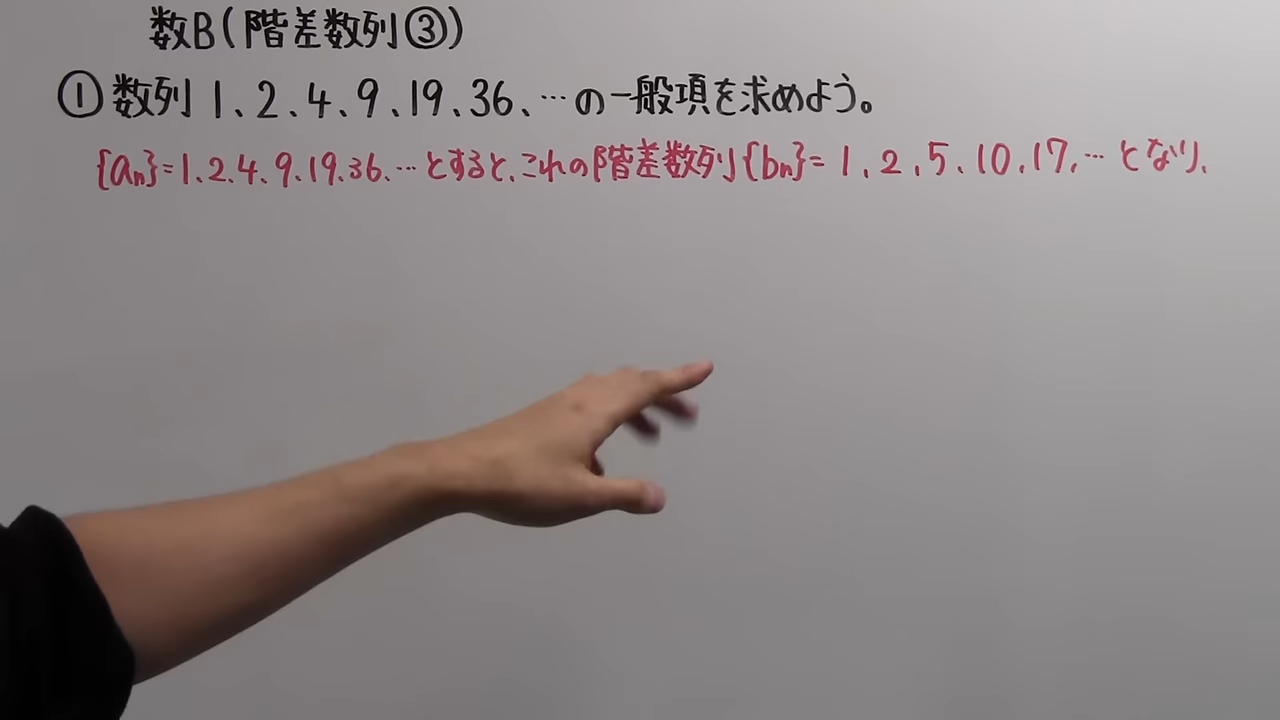 数B(階差数列③)
①数列 1、2、4、9、19、36、…の一般項を求めよう。
{an}=1、2、4、9、19、36、…とすると、これの階差数列{bn}= 1、2、5、10、17、…となり、